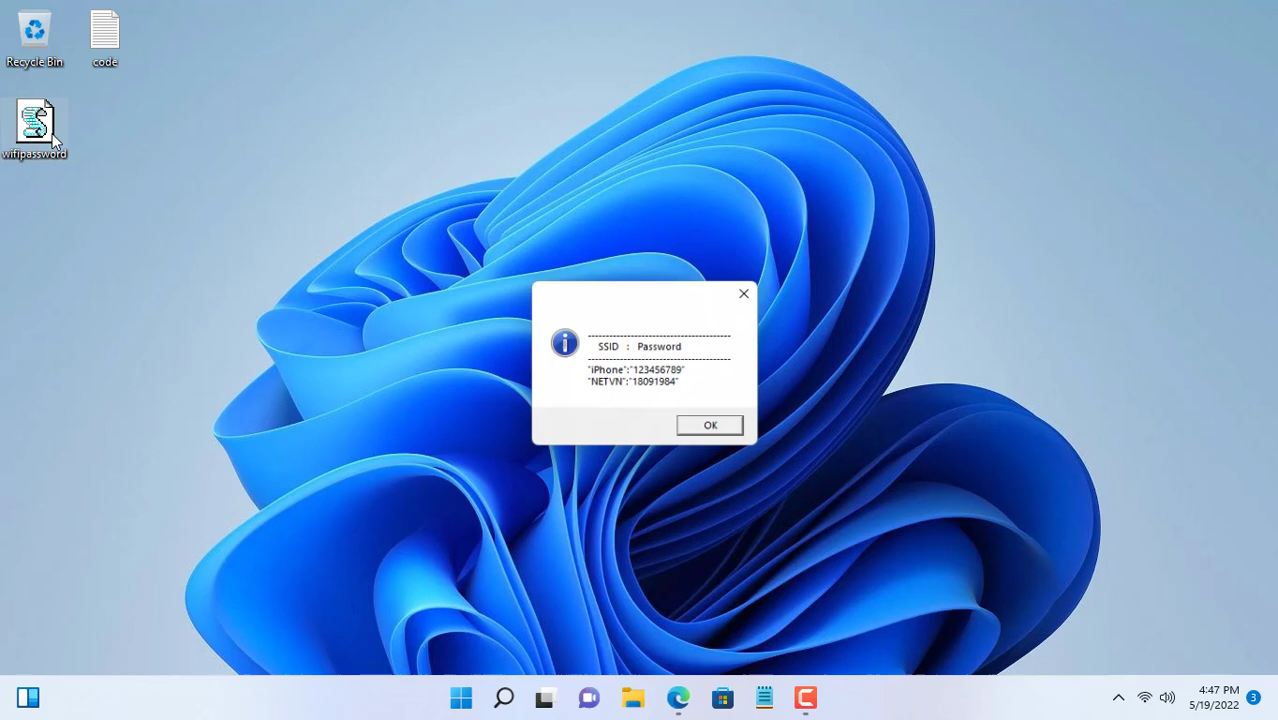 Recycle Bin
code
wifipassword
----------------------------------------
SSID : Password
----------------------------------------
"iPhone":"123456789"
"NETVN":"18091984"
OK
4:47 PM
5/19/2022
3